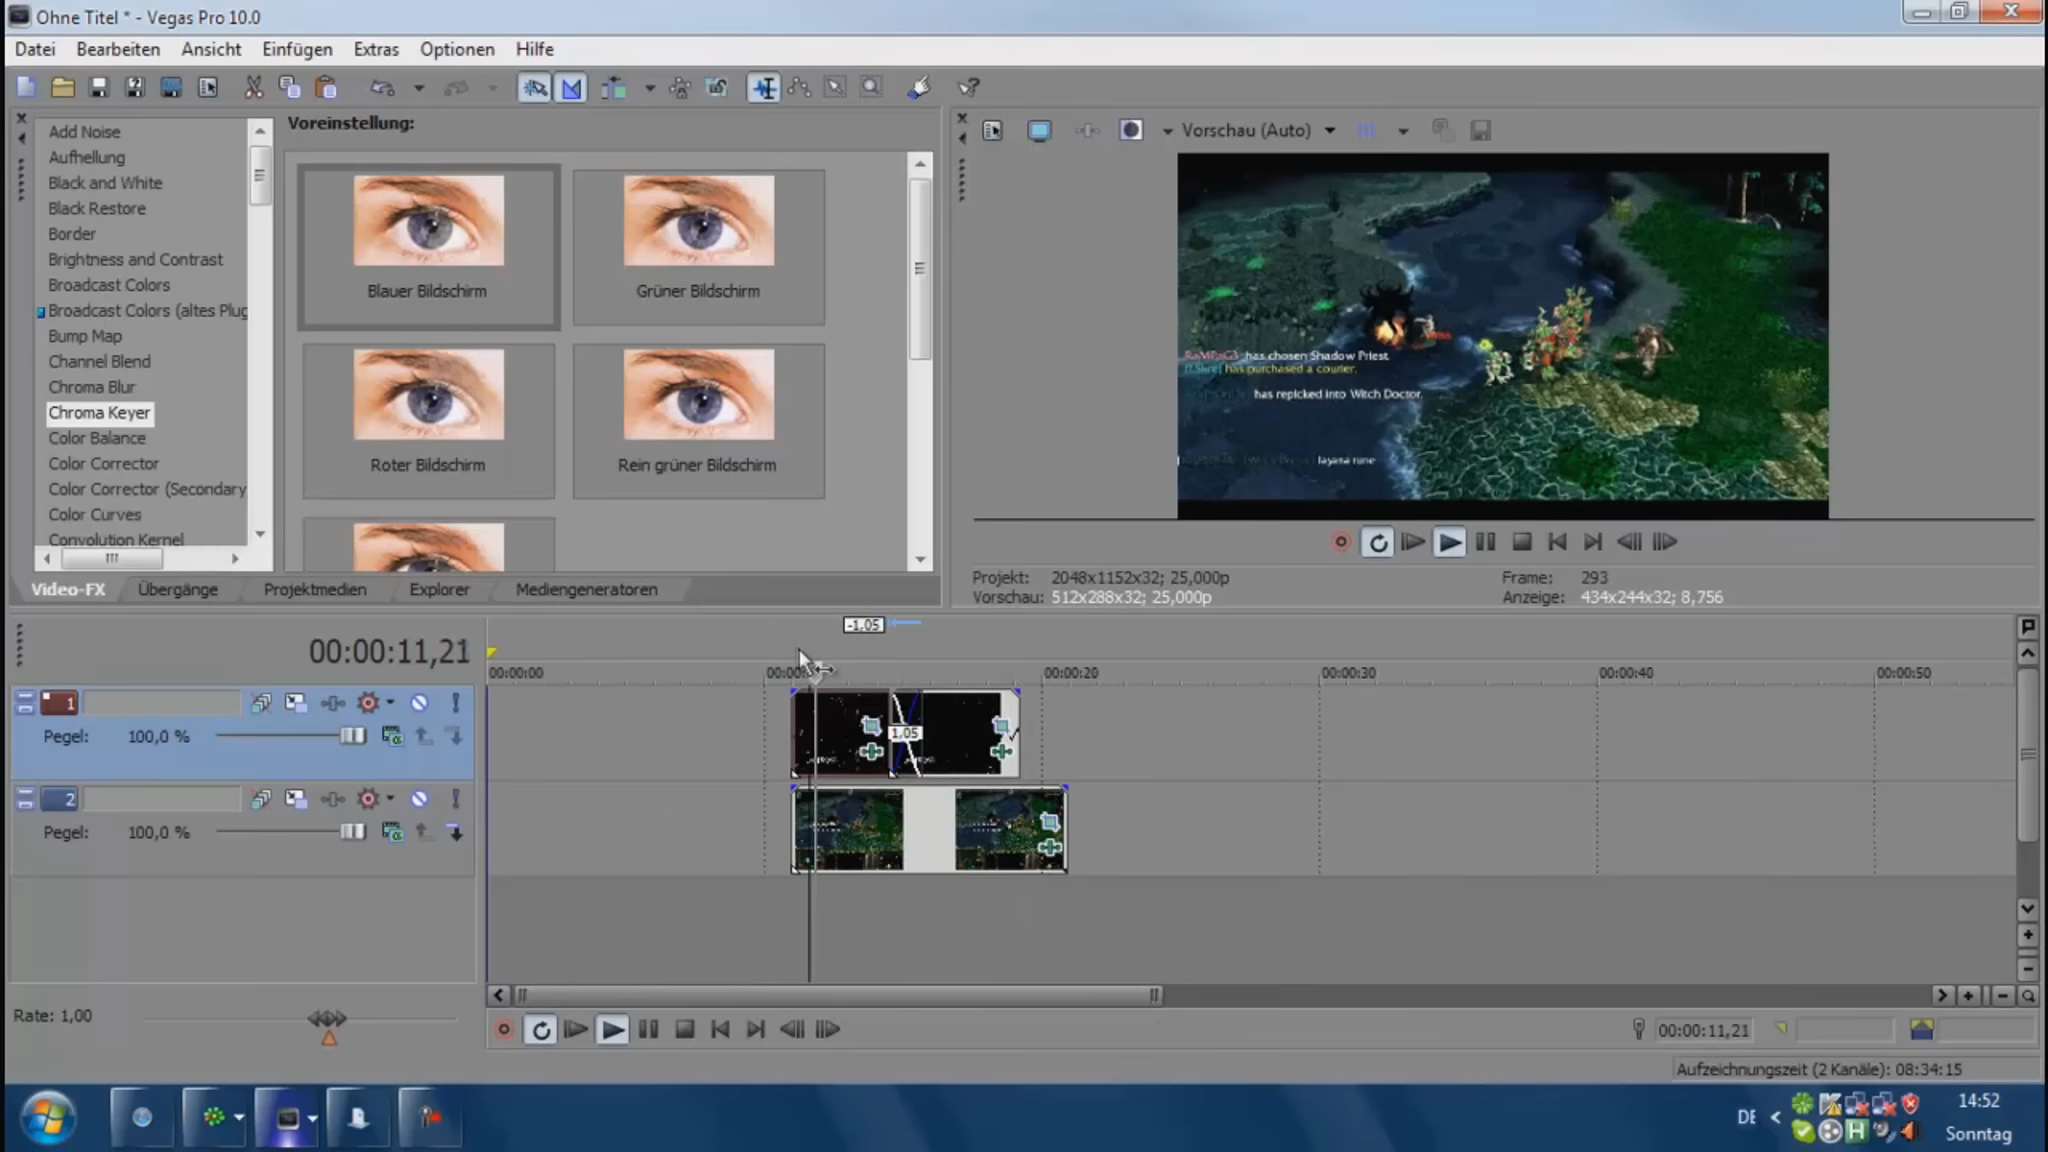 Ohne Titel * - Vegas Pro 10.0
Datei Bearbeiten Ansicht Einfügen Extras Optionen Hilfe
Add Noise
Aufhellung
Black and White
Black Restore
Border
Brightness and Contrast
Broadcast Colors
Broadcast Colors (altes Plug
Bump Map
Channel Blend
Chroma Blur
Chroma Keyer
Color Balance
Color Corrector
Color Corrector (Secondary
Color Curves
Convolution Kernel
Voreinstellung:
Blauer Bildschirm
Grüner Bildschirm
Roter Bildschirm
Rein grüner Bildschirm
Video-FX Übergänge Projektmedien Explorer Mediengeneratoren
Vorschau (Auto)
has chosen Shadow Priest.
has purchased a courier.
has repicked into Witch Doctor.
rune
Projekt: 2048x1152x32; 25,000p
Vorschau: 512x288x32; 25,000p
Frame: 293
Anzeige: 434x244x32; 8,756
-1,05
00:00:11,21
00:00:00 00:00:20 00:00:30 00:00:40 00:00:50
1
Pegel: 100,0 %
1,05
2
Pegel: 100,0 %
Rate: 1,00
00:00:11,21
Aufzeichnungszeit (2 Kanäle): 08:34:15
DE
14:52
Sonntag